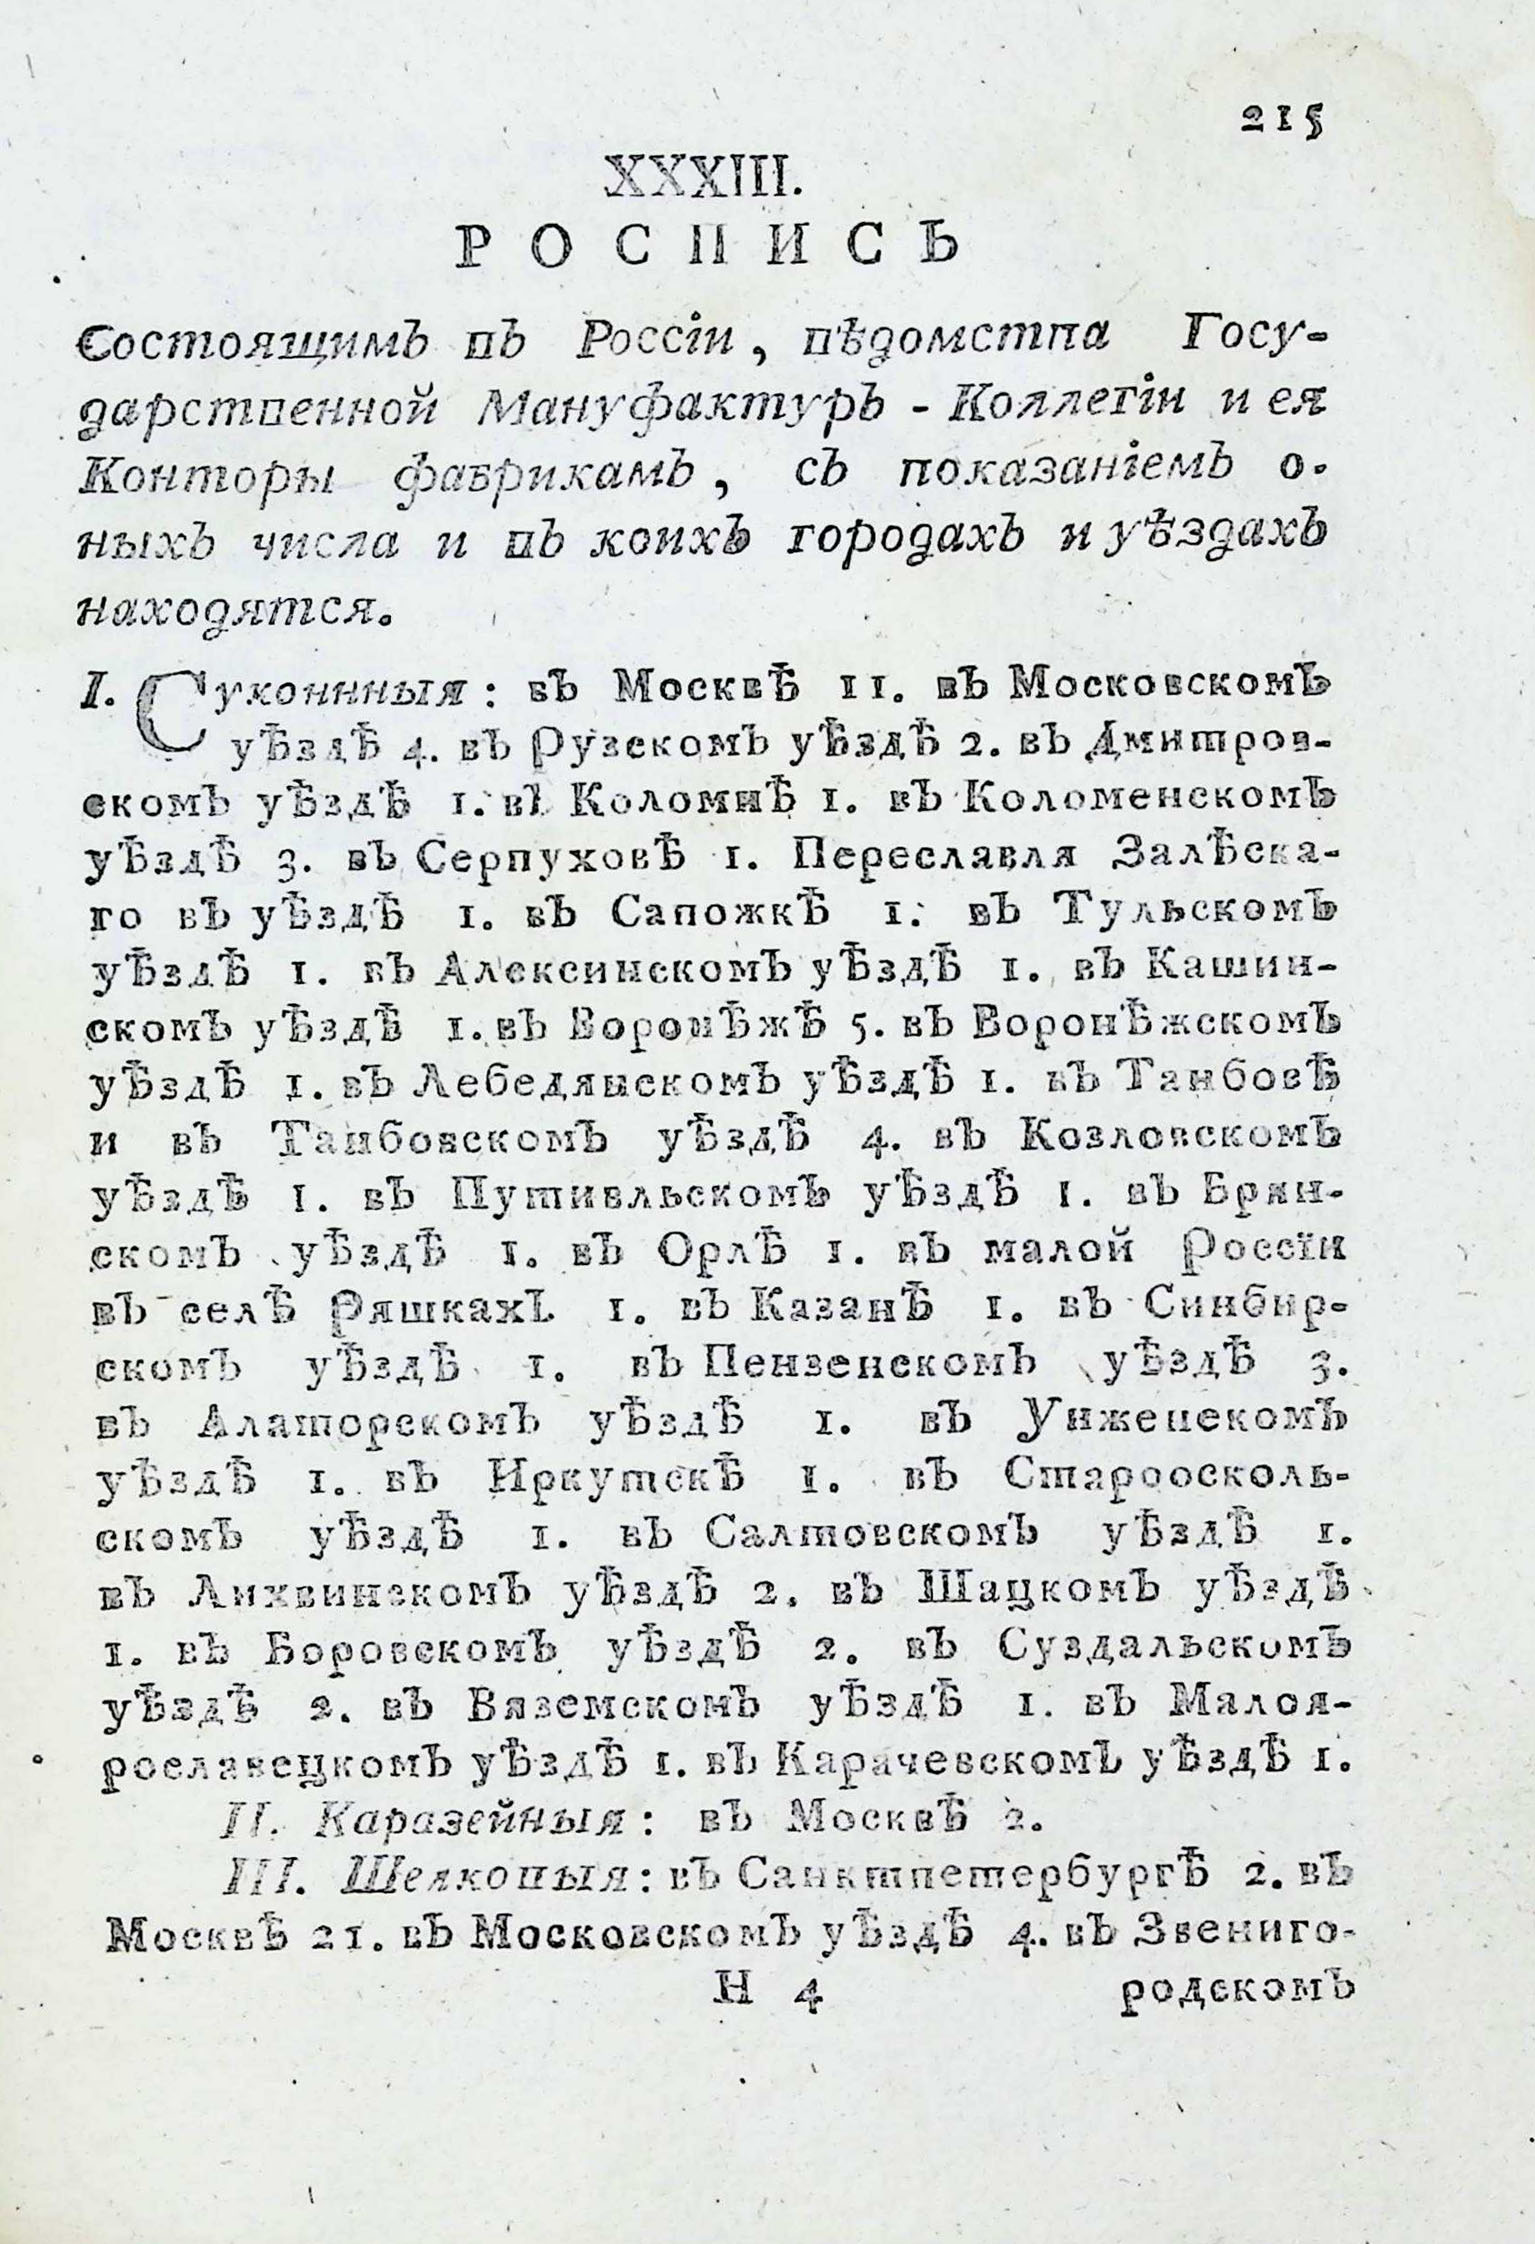 215
XXXIII.
РОСПИСЬ
Состоящимъ въ Россіи, вѣдомства Госу-
дарственной Мануфактуръ - Коллегіи и ея
Конторы фабрикамъ, съ показаніемъ о-
ныхъ числа и въ коихъ городахъ и уѣздахъ
находятся.
I. Суконнныя: въ Москвѣ 11. въ Московскомъ
уѣздѣ 4. въ Рузскомъ уѣздѣ 2. въ Дмитров-
скомъ уѣздѣ 1. въ Коломнѣ 1. въ Коломенскомъ
уѣздѣ 3. въ Серпуховѣ 1. Переславля Залѣска-
го въ уѣздѣ 1. въ Сапожкѣ 1. въ Тульскомъ
уѣздѣ 1. въ Алексинскомъ уѣздѣ 1. въ Кашин-
скомъ уѣздѣ 1. въ Воронѣжѣ 5. въ Воронѣжскомъ
уѣздѣ 1. въ Лебедянскомъ уѣздѣ 1. въ Танбовѣ
и въ Танбовскомъ уѣздѣ 4. въ Козловскомъ
уѣздѣ 1. въ Путивльскомъ уѣздѣ 1. въ Брян-
скомъ уѣздѣ 1. въ Орлѣ 1. въ малой Россїи
въ селѣ Ряшкахъ 1. въ Казанѣ 1. въ Синбир-
скомъ уѣздѣ 1. въ Пензенскомъ уѣздѣ 3.
въ Алаторскомъ уѣздѣ 1. въ Унженскомъ
уѣздѣ 1. въ Иркутскѣ 1. въ Старооскольь-
скомъ уѣздѣ 1. въ Салтовскомъ уѣздѣ 1.
въ Лихвинскомъ уѣздѣ 2. въ Шацкомъ уѣздѣ
1. въ Боровскомъ уѣздѣ 2. въ Суздальскомъ
уѣздѣ 2. въ Вяземскомъ уѣздѣ 1. въ Малоя-
рославецкомъ уѣздѣ 1. въ Карачевскомъ уѣздѣ 1.
II. Каразейныя: въ Москвѣ 2.
III. Шелковыя: въ Санктпетербургѣ 2. въ
Москвѣ 21. въ Московскомъ уѣздѣ 4. въ Звениго-
Н 4 родскомъ